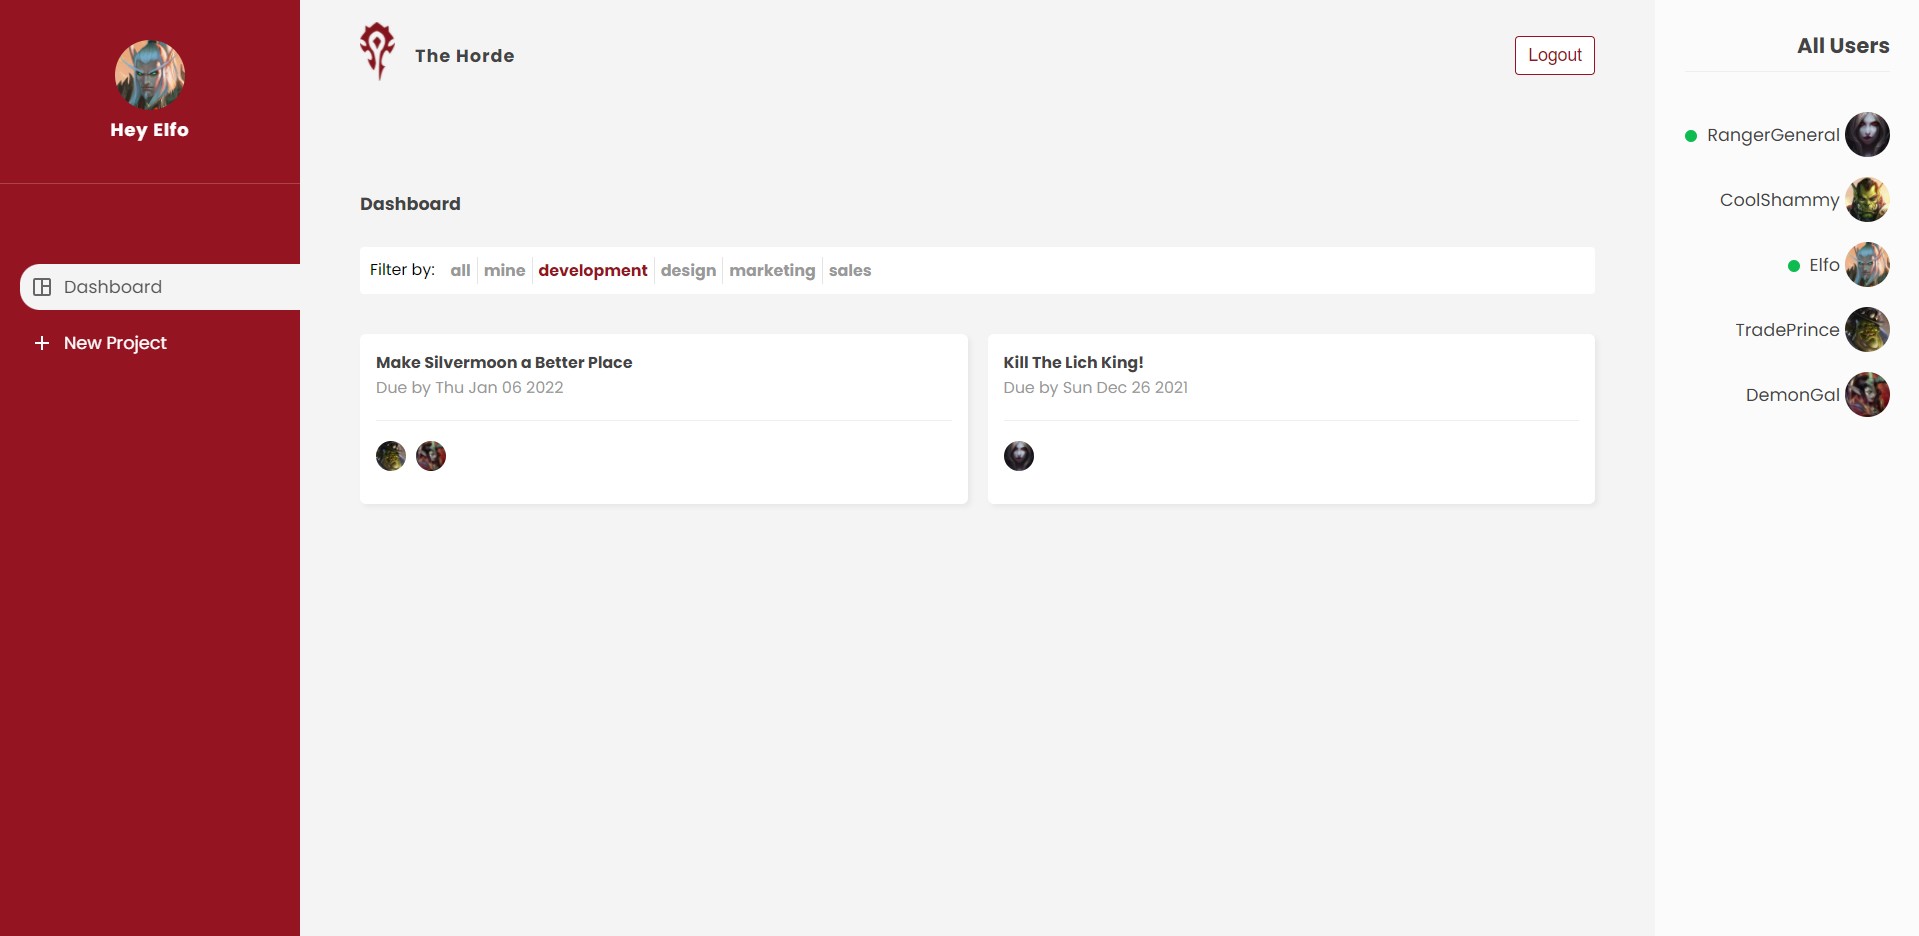 Hey Elfo
Dashboard
New Project
The Horde
Logout
Dashboard
Filter by: all mine development design marketing sales
Make Silvermoon a Better Place
Due by Thu Jan 06 2022
Kill The Lich King!
Due by Sun Dec 26 2021
All Users
RangerGeneral
CoolShammy
Elfo
TradePrince
DemonGal